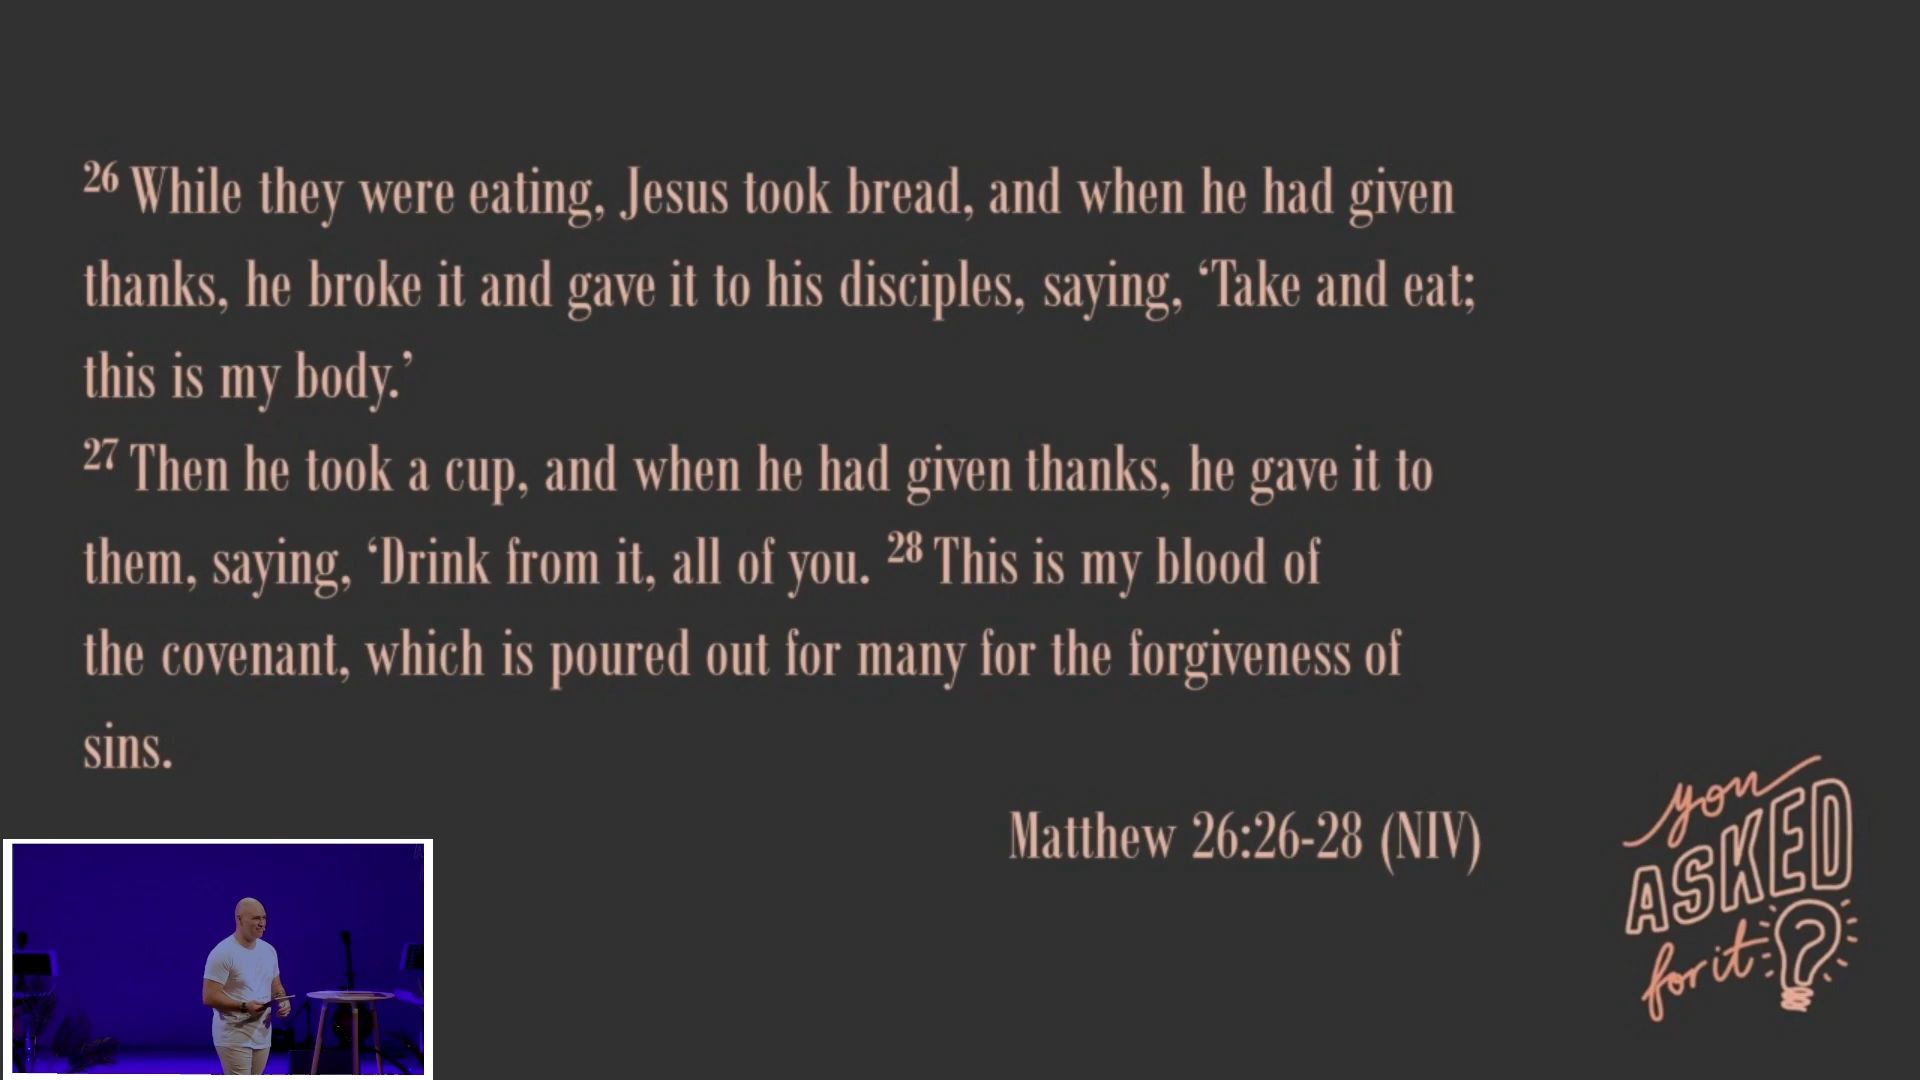 26 While they were eating, Jesus took bread, and when he had given
thanks, he broke it and gave it to his disciples, saying, ‘Take and eat;
this is my body.’
27 Then he took a cup, and when he had given thanks, he gave it to
them, saying, ‘Drink from it, all of you. 28 This is my blood of
the covenant, which is poured out for many for the forgiveness of
sins.
Matthew 26:26-28 (NIV)
you
ASKED
for it ?